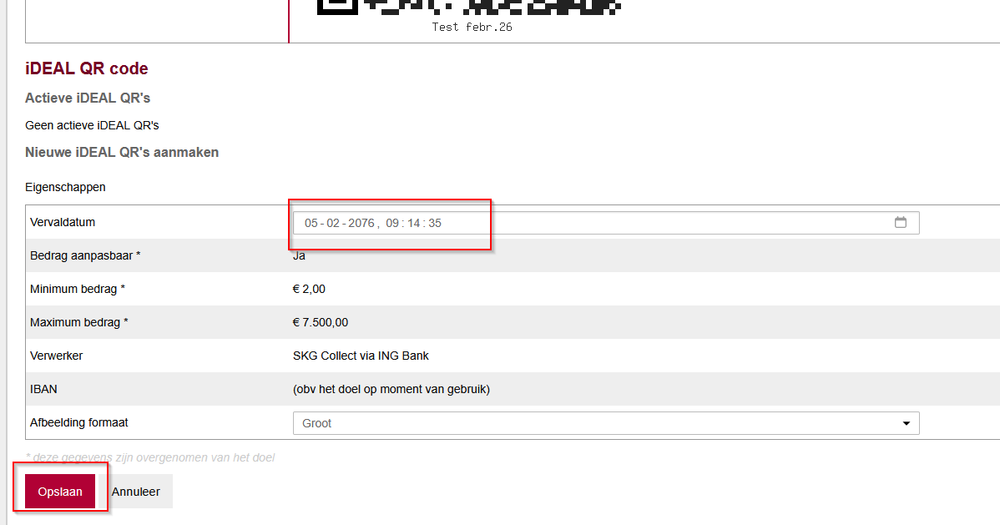 Test febr.26
iDEAL QR code
Actieve iDEAL QR's
Geen actieve iDEAL QR's
Nieuwe iDEAL QR's aanmaken
Eigenschappen
Vervaldatum 05 - 02 - 2076 , 09 : 14 : 35
Bedrag aanpasbaar * Ja
Minimum bedrag * € 2,00
Maximum bedrag * € 7.500,00
Verwerker SKG Collect via ING Bank
IBAN (obv het doel op moment van gebruik)
Afbeelding formaat Groot
* deze gegevens zijn overgenomen van het doel
Opslaan Annuleer